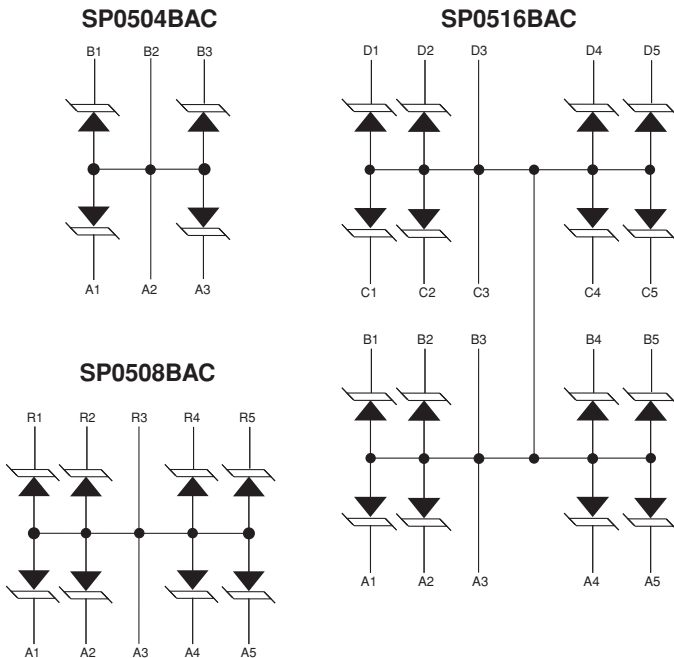 SP0504BAC
B1 B2 B3
A1 A2 A3
SP0508BAC
R1 R2 R3 R4 R5
A1 A2 A3 A4 A5
SP0516BAC
D1 D2 D3 D4 D5
C1 C2 C3 C4 C5
B1 B2 B3 B4 B5
A1 A2 A3 A4 A5